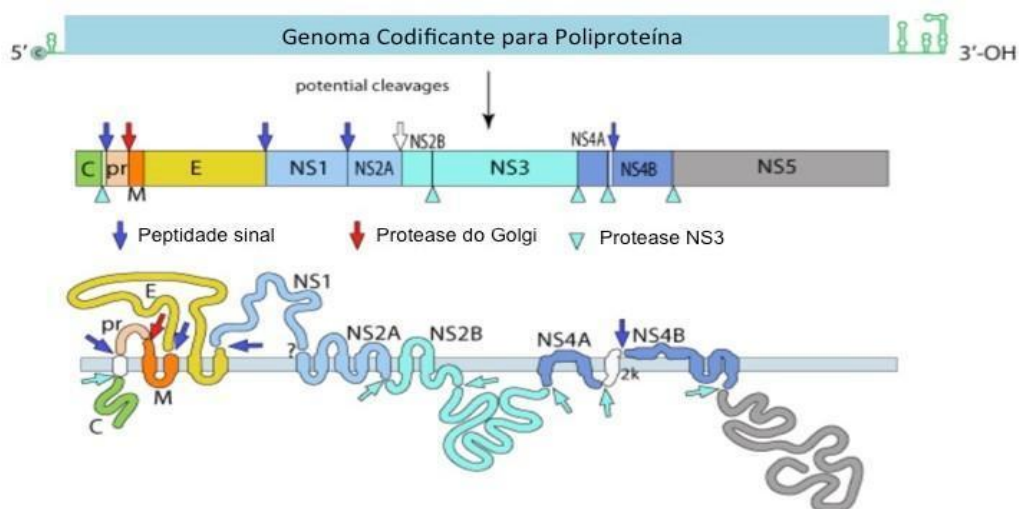 Genoma Codificante para Poliproteína
5' C 3'-OH
potential cleavages
NS2B NS4A
C pr E NS1 NS2A NS3 NS4B NS5
M
Peptidade sinal Protease do Golgi Protease NS3
NS1
E
pr NS2A NS2B NS4A NS4B
?
2k
M
C